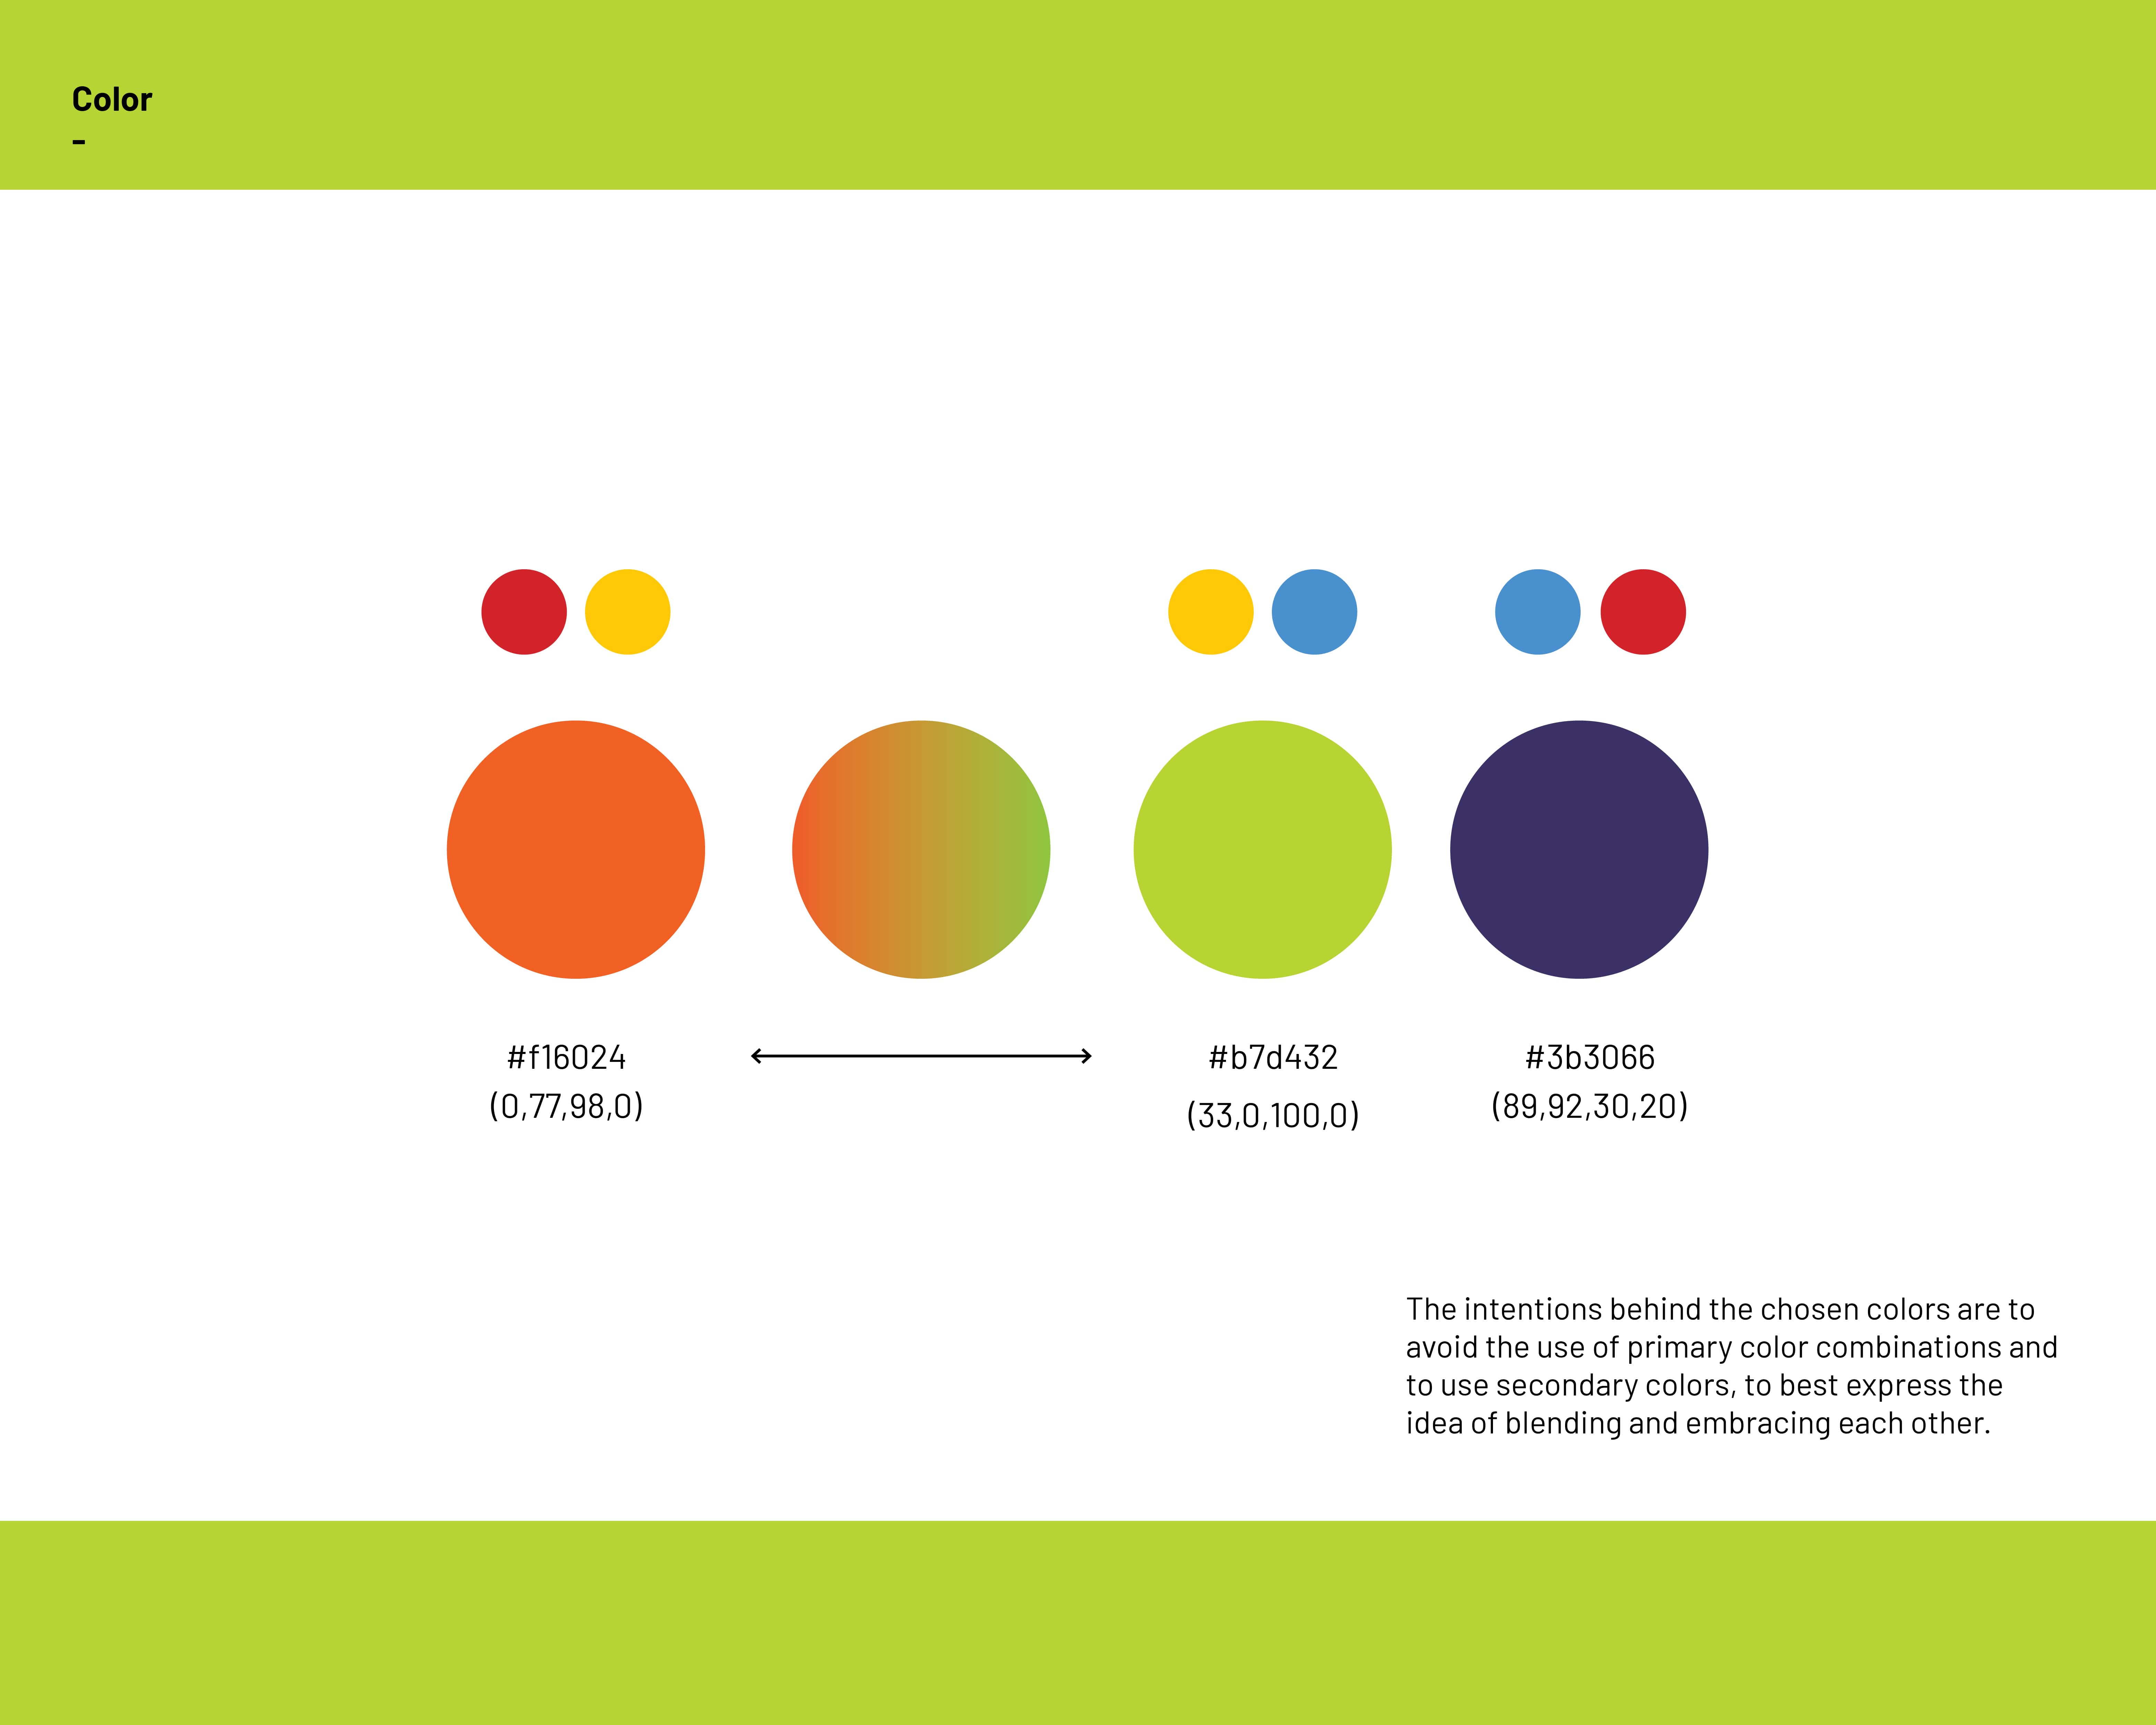 Color
-
#f16024
(0,77,98,0)
#b7d432
(33,0,100,0)
#3b3066
(89,92,30,20)
The intentions behind the chosen colors are to
avoid the use of primary color combinations and
to use secondary colors, to best express the
idea of blending and embracing each other.